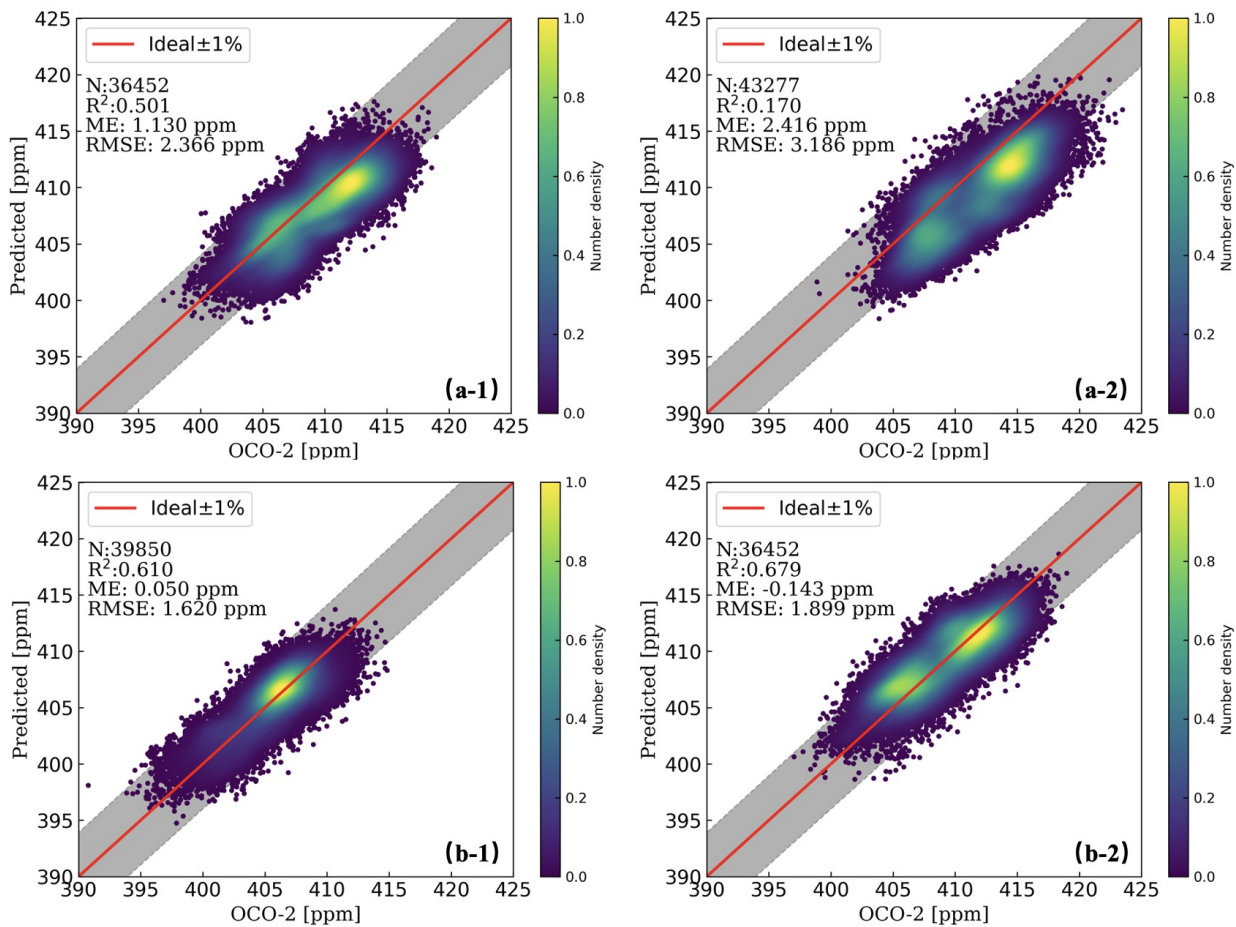 425
420
415
410
405
400
395
390
Predicted [ppm]
Ideal±1%
N:36452
R²:0.501
ME: 1.130 ppm
RMSE: 2.366 ppm
(a-1)
390 395 400 405 410 415 420 425
OCO-2 [ppm]
1.0
0.8
0.6
0.4
0.2
0.0
Number density
425
420
415
410
405
400
395
390
Predicted [ppm]
Ideal±1%
N:43277
R²:0.170
ME: 2.416 ppm
RMSE: 3.186 ppm
(a-2)
390 395 400 405 410 415 420 425
OCO-2 [ppm]
1.0
0.8
0.6
0.4
0.2
0.0
Number density
425
420
415
410
405
400
395
390
Predicted [ppm]
Ideal±1%
N:39850
R²:0.610
ME: 0.050 ppm
RMSE: 1.620 ppm
(b-1)
390 395 400 405 410 415 420 425
OCO-2 [ppm]
1.0
0.8
0.6
0.4
0.2
0.0
Number density
425
420
415
410
405
400
395
390
Predicted [ppm]
Ideal±1%
N:36452
R²:0.679
ME: -0.143 ppm
RMSE: 1.899 ppm
(b-2)
390 395 400 405 410 415 420 425
OCO-2 [ppm]
1.0
0.8
0.6
0.4
0.2
0.0
Number density